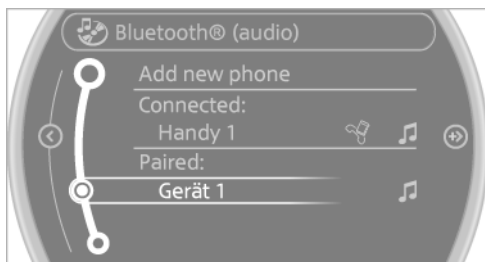 Bluetooth® (audio)
Add new phone
Connected:
Handy 1
Paired:
Gerät 1